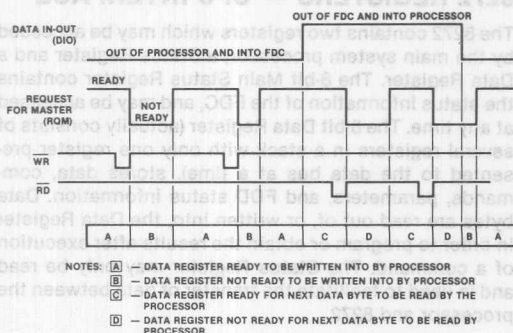 OUT OF FDC AND INTO PROCESSOR
DATA IN-OUT
(DIO)
OUT OF PROCESSOR AND INTO FDC
READY
REQUEST
FOR MASTER
(RQM)
NOT
READY
WR
RD
A B A B A C D C D B A
NOTES: A — DATA REGISTER READY TO BE WRITTEN INTO BY PROCESSOR
B — DATA REGISTER NOT READY TO BE WRITTEN INTO BY PROCESSOR
C — DATA REGISTER READY FOR NEXT DATA BYTE TO BE READ BY THE
PROCESSOR
D — DATA REGISTER NOT READY FOR NEXT DATA BYTE TO BE READ BY
PROCESSOR